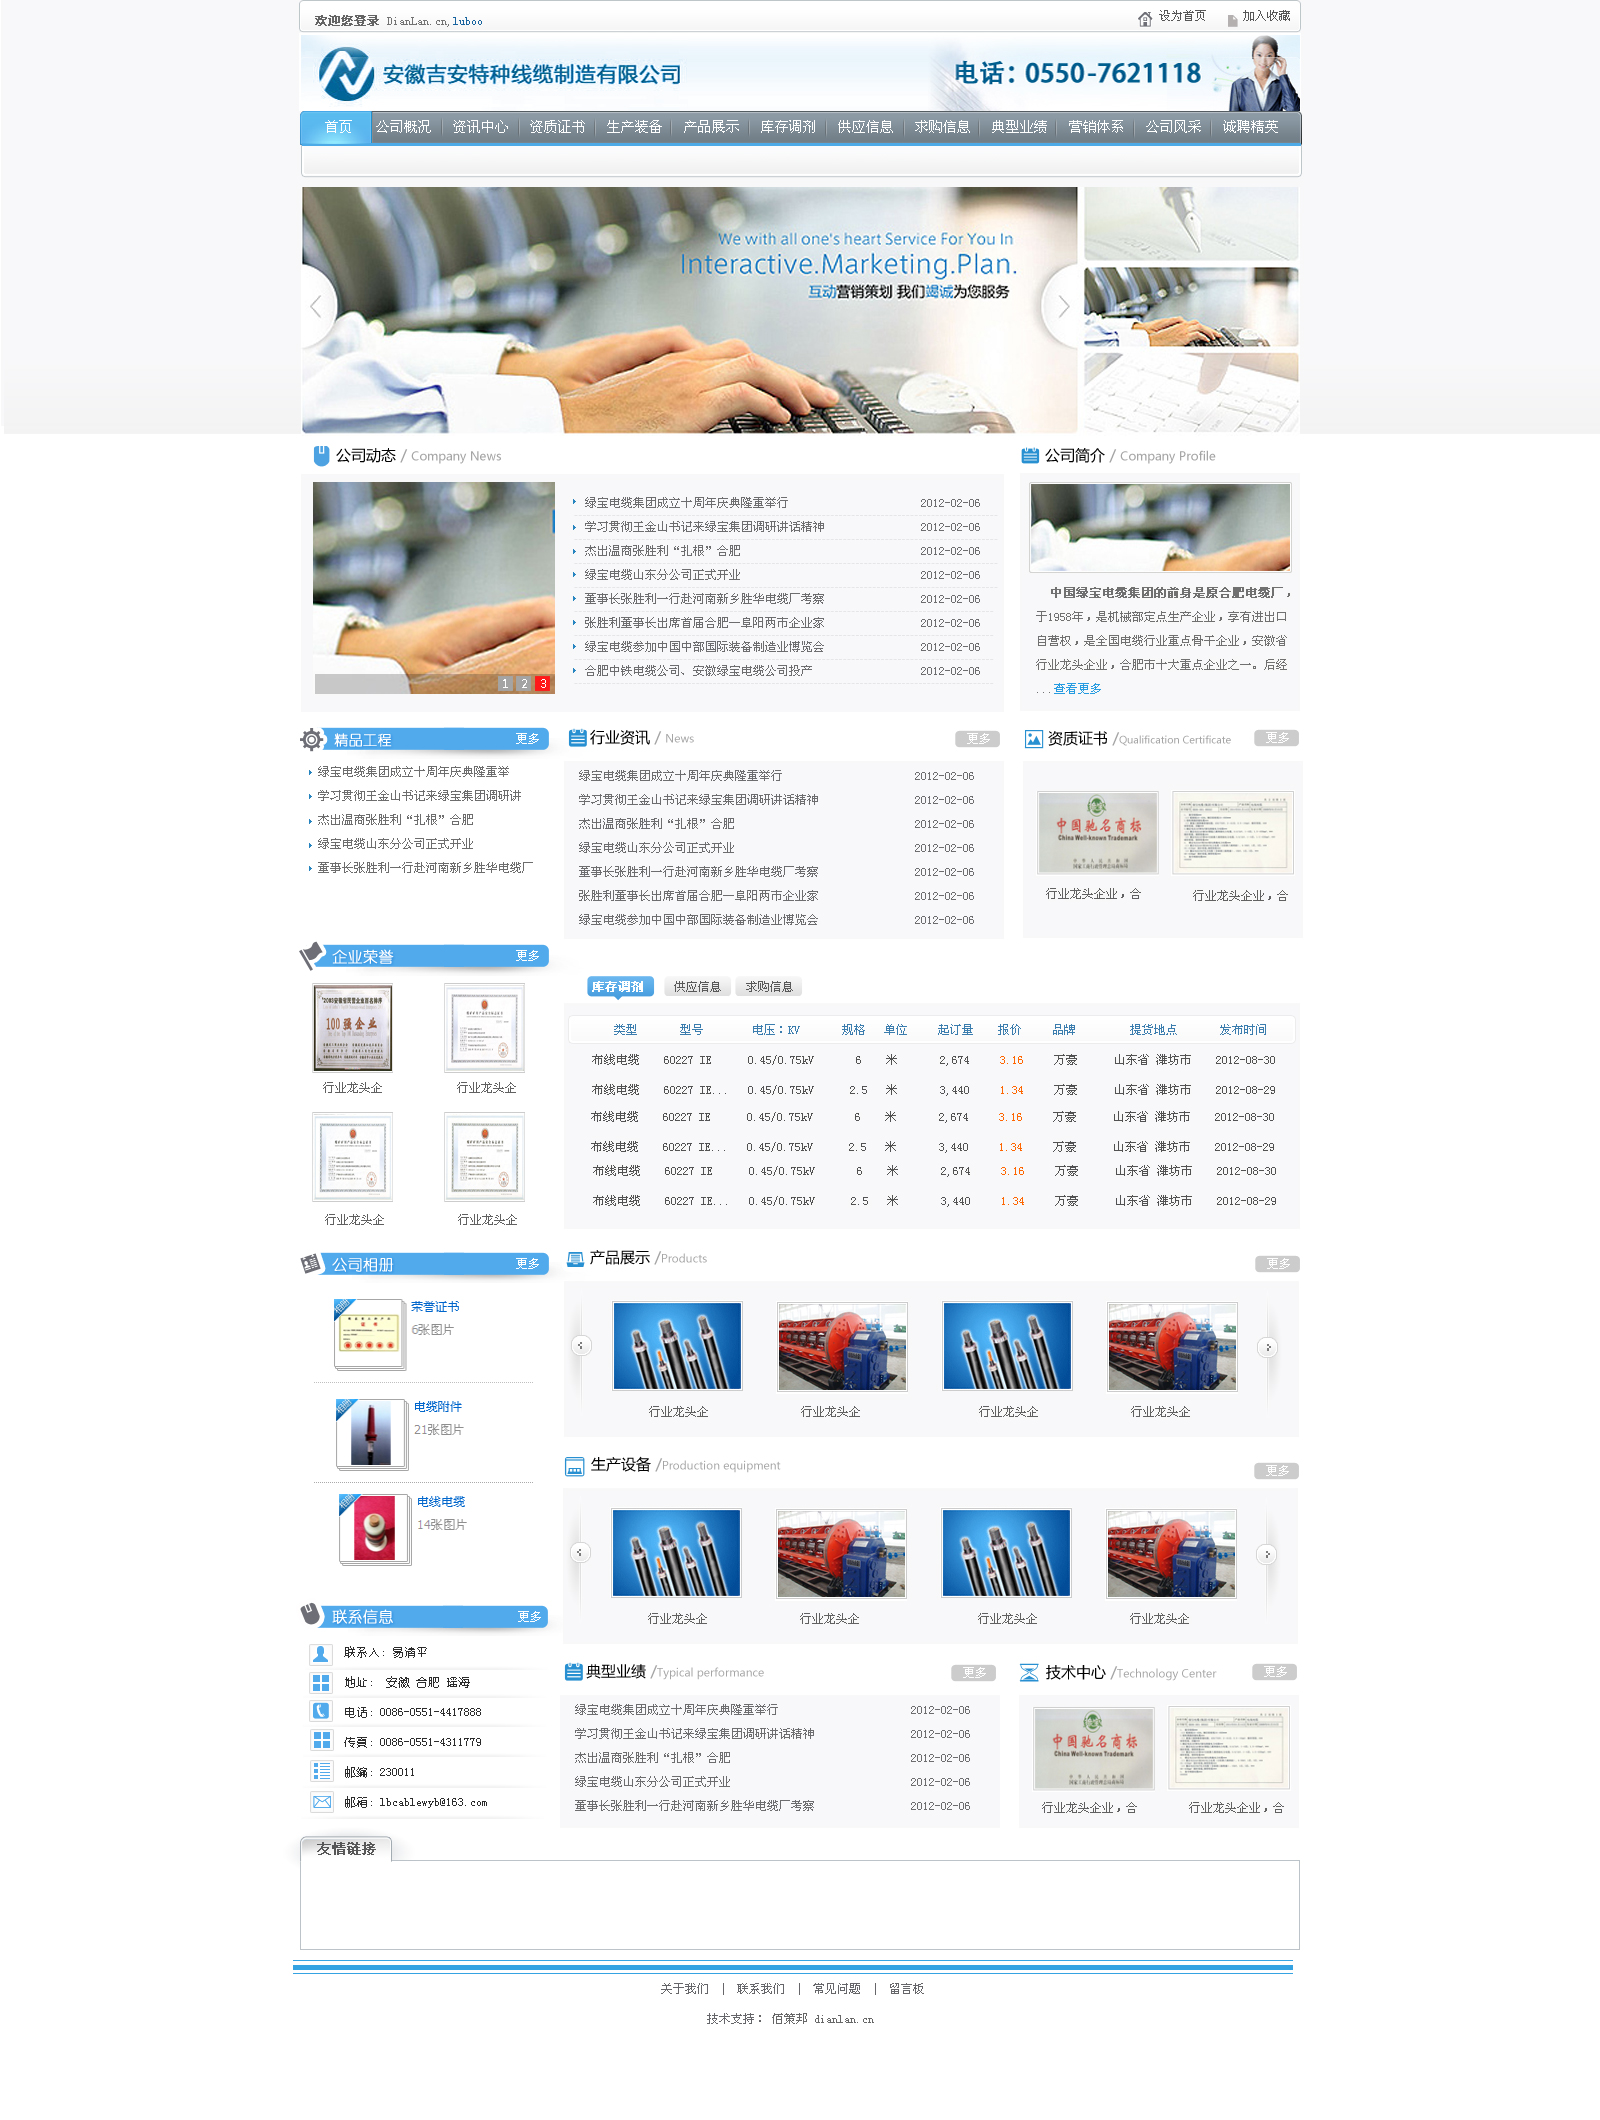 欢迎您登录 DianLan.cn,luboo
设为首页 加入收藏
安徽吉安特种线缆制造有限公司
电话：0550-7621118
首页 公司概况 资讯中心 资质证书 生产装备 产品展示 库存调剂 供应信息 求购信息 典型业绩 营销体系 公司风采 诚聘精英
We with all one's heart Service For You In
Interactive.Marketing.Plan.
互动营销策划 我们竭诚为您服务
公司动态 / Company News
绿宝电缆集团成立十周年庆典隆重举行 2012-02-06
学习贯彻王金山书记来绿宝集团调研讲话精神 2012-02-06
杰出温商张胜利“扎根”合肥 2012-02-06
绿宝电缆山东分公司正式开业 2012-02-06
董事长张胜利一行赴河南新乡胜华电缆厂考察 2012-02-06
张胜利董事长出席首届合肥—阜阳两市企业家 2012-02-06
绿宝电缆参加中国中部国际装备制造业博览会 2012-02-06
合肥中铁电缆公司、安徽绿宝电缆公司投产 2012-02-06
1 2 3
公司简介 / Company Profile
中国绿宝电缆集团的前身是原合肥电缆厂，
于1958年，是机械部定点生产企业，享有进出口
自营权，是全国电缆行业重点骨干企业，安徽省
行业龙头企业，合肥市十大重点企业之一。后经
...查看更多
精品工程 更多
绿宝电缆集团成立十周年庆典隆重举
学习贯彻王金山书记来绿宝集团调研讲
杰出温商张胜利“扎根”合肥
绿宝电缆山东分公司正式开业
董事长张胜利一行赴河南新乡胜华电缆厂
行业资讯 / News 更多
绿宝电缆集团成立十周年庆典隆重举行 2012-02-06
学习贯彻王金山书记来绿宝集团调研讲话精神 2012-02-06
杰出温商张胜利“扎根”合肥 2012-02-06
绿宝电缆山东分公司正式开业 2012-02-06
董事长张胜利一行赴河南新乡胜华电缆厂考察 2012-02-06
张胜利董事长出席首届合肥—阜阳两市企业家 2012-02-06
绿宝电缆参加中国中部国际装备制造业博览会 2012-02-06
资质证书 /Qualification Certificate 更多
中国驰名商标
China Well-known Trademark
行业龙头企业，合 行业龙头企业，合
企业荣誉 更多
100强企业
行业龙头企 行业龙头企
行业龙头企 行业龙头企
库存调剂 供应信息 求购信息
类型 型号 电压：KV 规格 单位 起订量 报价 品牌 提货地点 发布时间
布线电缆 60227 IE 0.45/0.75kV 6 米 2,674 3.16 万豪 山东省 潍坊市 2012-08-30
布线电缆 60227 IE... 0.45/0.75kV 2.5 米 3,440 1.34 万豪 山东省 潍坊市 2012-08-29
布线电缆 60227 IE 0.45/0.75kV 6 米 2,674 3.16 万豪 山东省 潍坊市 2012-08-30
布线电缆 60227 IE... 0.45/0.75kV 2.5 米 3,440 1.34 万豪 山东省 潍坊市 2012-08-29
布线电缆 60227 IE 0.45/0.75kV 6 米 2,674 3.16 万豪 山东省 潍坊市 2012-08-30
布线电缆 60227 IE... 0.45/0.75kV 2.5 米 3,440 1.34 万豪 山东省 潍坊市 2012-08-29
公司相册 更多
荣誉证书
6张图片
电缆附件
21张图片
电线电缆
14张图片
产品展示 /Products 更多
行业龙头企 行业龙头企 行业龙头企 行业龙头企
生产设备 /Production equipment 更多
行业龙头企 行业龙头企 行业龙头企 行业龙头企
联系信息 更多
联系人：易清平
地址： 安徽 合肥 瑶海
电话：0086-0551-4417888
传真：0086-0551-4311779
邮编：230011
邮箱：lbcablewyb@163.com
典型业绩 /Typical performance 更多
绿宝电缆集团成立十周年庆典隆重举行 2012-02-06
学习贯彻王金山书记来绿宝集团调研讲话精神 2012-02-06
杰出温商张胜利“扎根”合肥 2012-02-06
绿宝电缆山东分公司正式开业 2012-02-06
董事长张胜利一行赴河南新乡胜华电缆厂考察 2012-02-06
技术中心 /Technology Center 更多
中国驰名商标
China Well-known Trademark
行业龙头企业，合 行业龙头企业，合
友情链接
关于我们 | 联系我们 | 常见问题 | 留言板
技术支持： 佰策邦 dianlan.cn